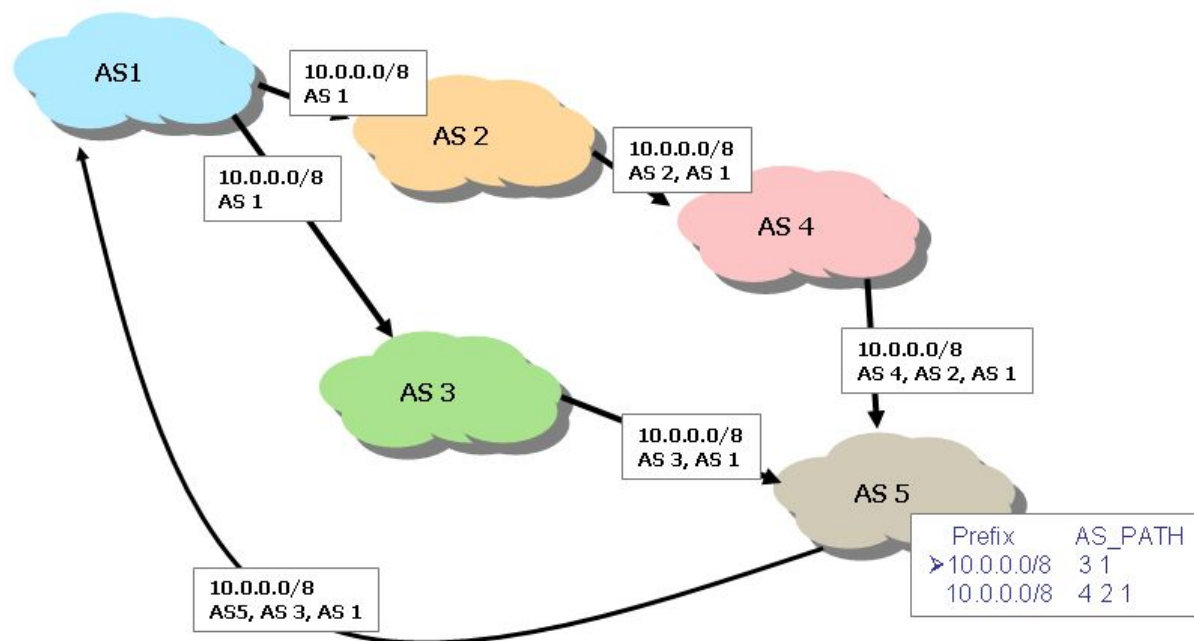 AS1
10.0.0.0/8
AS 1
AS 2
10.0.0.0/8
AS 2, AS 1
10.0.0.0/8
AS 1
AS 4
10.0.0.0/8
AS 4, AS 2, AS 1
AS 3
10.0.0.0/8
AS 3, AS 1
AS 5
Prefix AS_PATH
➢10.0.0.0/8 3 1
10.0.0.0/8 4 2 1
10.0.0.0/8
AS5, AS 3, AS 1